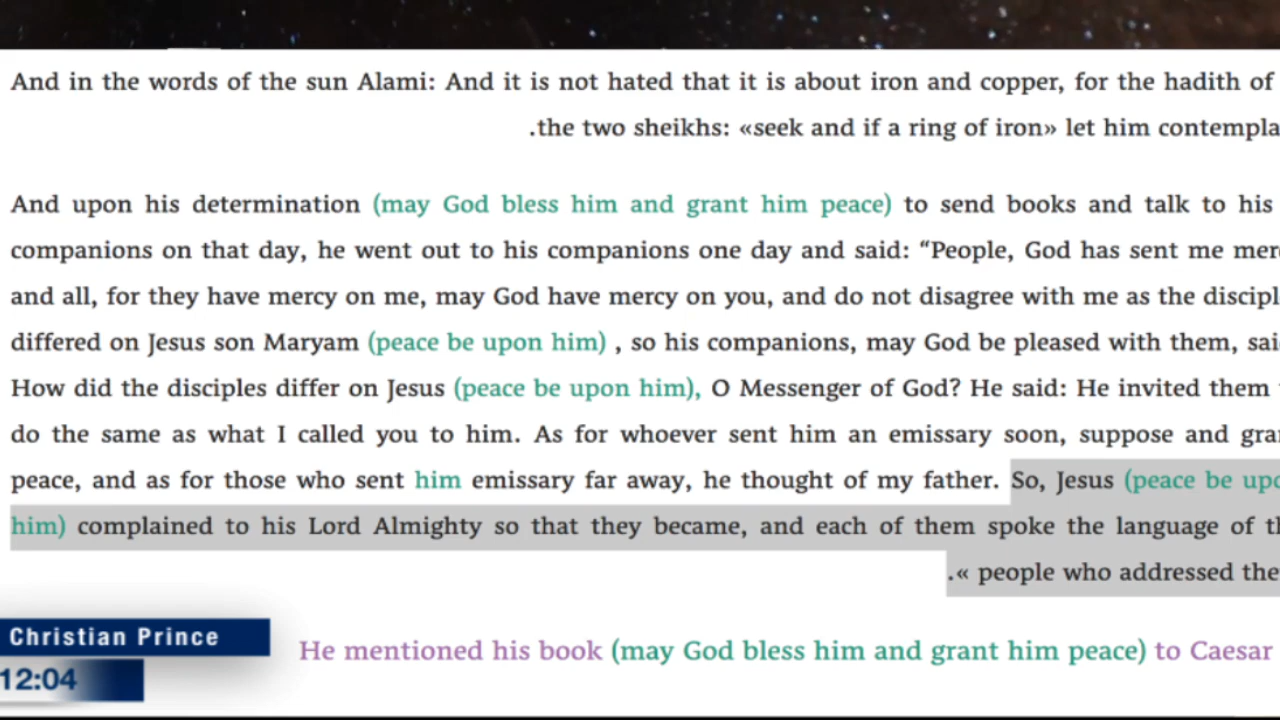 And in the words of the sun Alami: And it is not hated that it is about iron and copper, for the hadith of
.the two sheikhs: «seek and if a ring of iron» let him contempla
And upon his determination (may God bless him and grant him peace) to send books and talk to his
companions on that day, he went out to his companions one day and said: “People, God has sent me mer
and all, for they have mercy on me, may God have mercy on you, and do not disagree with me as the discipl
differed on Jesus son Maryam (peace be upon him) , so his companions, may God be pleased with them, sai
How did the disciples differ on Jesus (peace be upon him), O Messenger of God? He said: He invited them
do the same as what I called you to him. As for whoever sent him an emissary soon, suppose and gra
peace, and as for those who sent him emissary far away, he thought of my father. So, Jesus (peace be upo
him) complained to his Lord Almighty so that they became, and each of them spoke the language of th
.« people who addressed the
He mentioned his book (may God bless him and grant him peace) to Caesar
Christian Prince
12:04